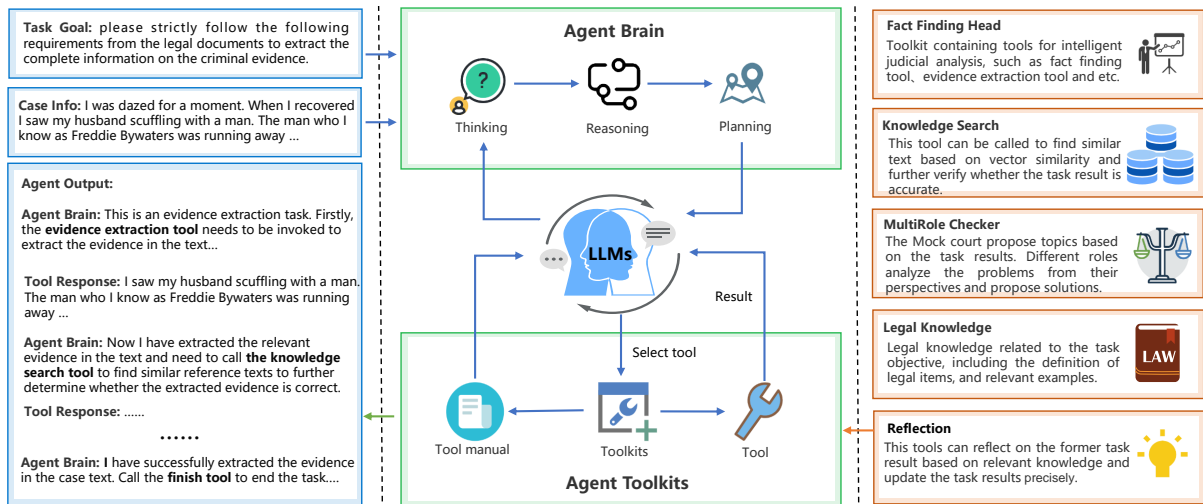 Task Goal: please strictly follow the following
requirements from the legal documents to extract the
complete information on the criminal evidence.
Case Info: I was dazed for a moment. When I recovered
I saw my husband scuffling with a man. The man who I
know as Freddie Bywaters was running away ...
Agent Output:
Agent Brain: This is an evidence extraction task. Firstly,
the evidence extraction tool needs to be invoked to
extract the evidence in the text...
Tool Response: I saw my husband scuffling with a man.
The man who I know as Freddie Bywaters was running
away ...
Agent Brain: Now I have extracted the relevant
evidence in the text and need to call the knowledge
search tool to find similar reference texts to further
determine whether the extracted evidence is correct.
Tool Response: ......
......
Agent Brain: I have successfully extracted the evidence
in the case text. Call the finish tool to end the task....
Agent Brain
?
Thinking
Reasoning
Planning
LLMs
Result
Select tool
Tool manual
Toolkits
Tool
Agent Toolkits
Fact Finding Head
Toolkit containing tools for intelligent
judicial analysis, such as fact finding
tool、evidence extraction tool and etc.
Knowledge Search
This tool can be called to find similar
text based on vector similarity and
further verify whether the task result is
accurate.
MultiRole Checker
The Mock court propose topics based
on the task results. Different roles
analyze the problems from their
perspectives and propose solutions.
Legal Knowledge
Legal knowledge related to the task
objective, including the definition of
legal items, and relevant examples.
LAW
Reflection
This tools can reflect on the former task
result based on relevant knowledge and
update the task results precisely.